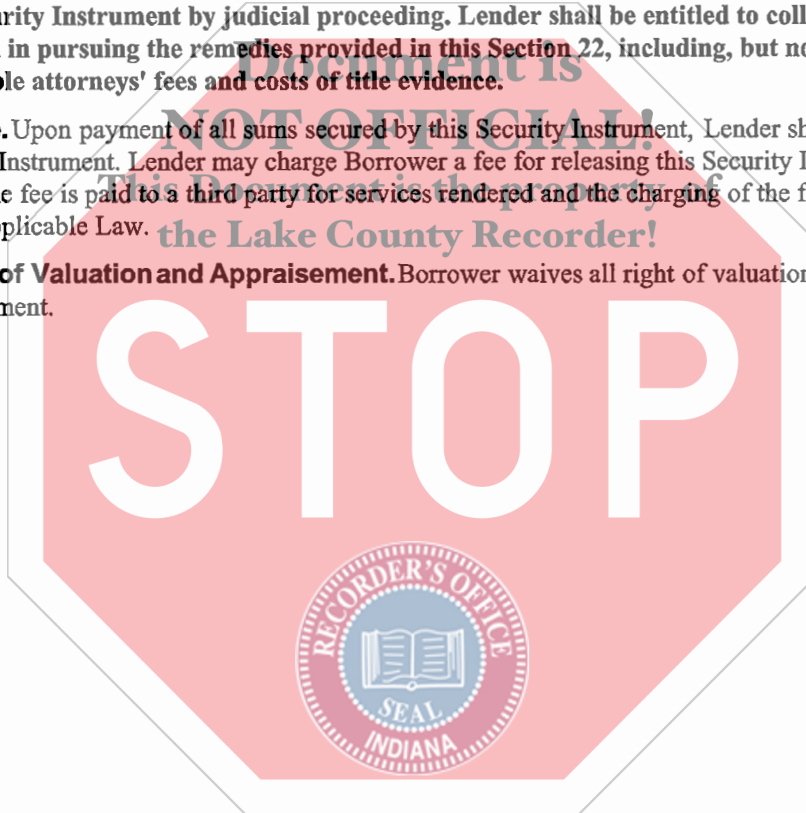 rity Instrument by judicial proceeding. Lender shall be entitled to coll
in pursuing the remedies provided in this Section 22, including, but no
le attorneys' fees and costs of title evidence.
Document is
NOT OFFICIAL!
This Document is the property of
the Lake County Recorder!
. Upon payment of all sums secured by this Security Instrument, Lender sh
Instrument. Lender may charge Borrower a fee for releasing this Security I
e fee is paid to a third party for services rendered and the charging of the f
plicable Law.
of Valuation and Appraisement. Borrower waives all right of valuation
ment.
STOP
RECORDER'S OFFICE
SEAL
INDIANA